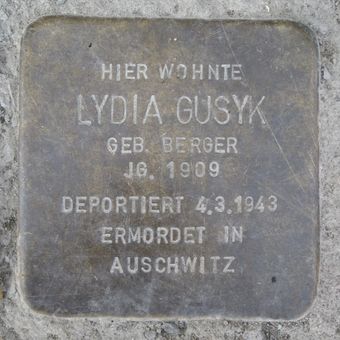 HIER WOHNTE
LYDIA GUSYK
GEB. BERGER
JG. 1909
DEPORTIERT 4.3.1943
ERMORDET IN
AUSCHWITZ